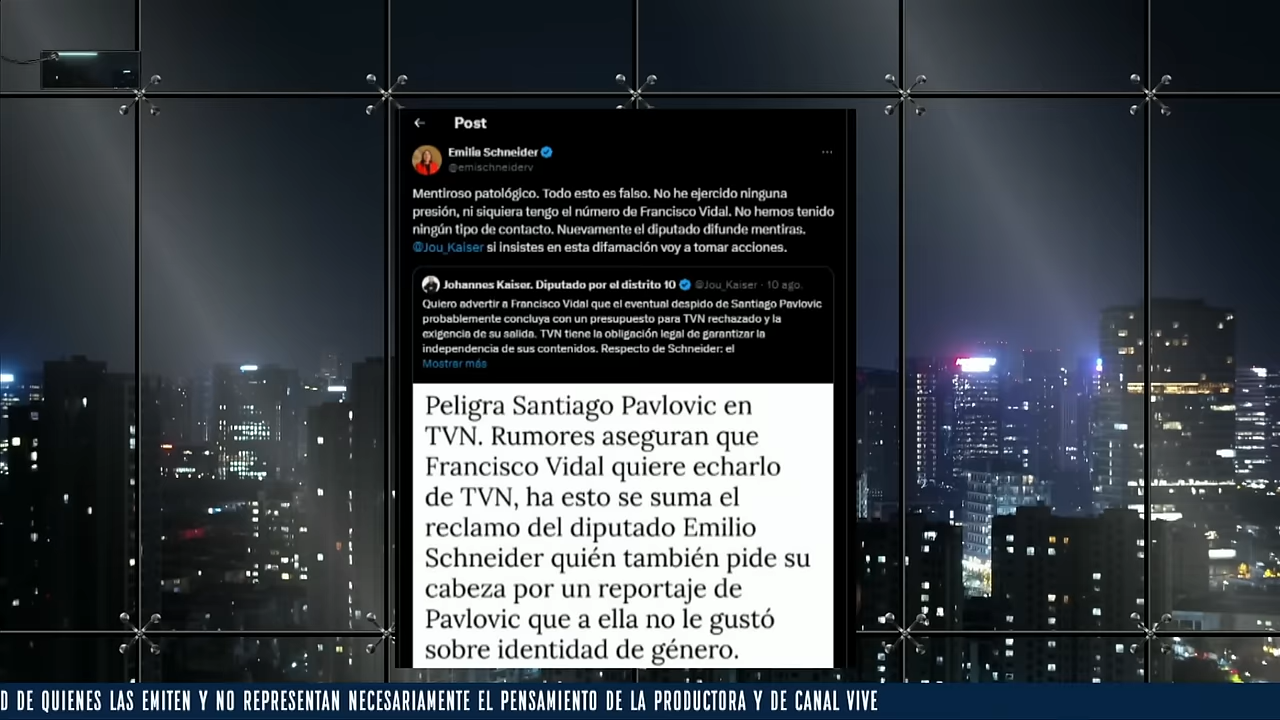 Post
Emilia Schneider
@emischneiderv
Mentiroso patológico. Todo esto es falso. No he ejercido ninguna
presión, ni siquiera tengo el número de Francisco Vidal. No hemos tenido
ningún tipo de contacto. Nuevamente el diputado difunde mentiras.
@Jou_Kaiser si insistes en esta difamación voy a tomar acciones.
Johannes Kaiser. Diputado por el distrito 10 @Jou_Kaiser · 10 ago.
Quiero advertir a Francisco Vidal que el eventual despido de Santiago Pavlovic
probablemente concluya con un presupuesto para TVN rechazado y la
exigencia de su salida. TVN tiene la obligación legal de garantizar la
independencia de sus contenidos. Respecto de Schneider: el
Mostrar más
Peligra Santiago Pavlovic en
TVN. Rumores aseguran que
Francisco Vidal quiere echarlo
de TVN, ha esto se suma el
reclamo del diputado Emilio
Schneider quién también pide su
cabeza por un reportaje de
Pavlovic que a ella no le gustó
sobre identidad de género.
D DE QUIENES LAS EMITEN Y NO REPRESENTAN NECESARIAMENTE EL PENSAMIENTO DE LA PRODUCTORA Y DE CANAL VIVE